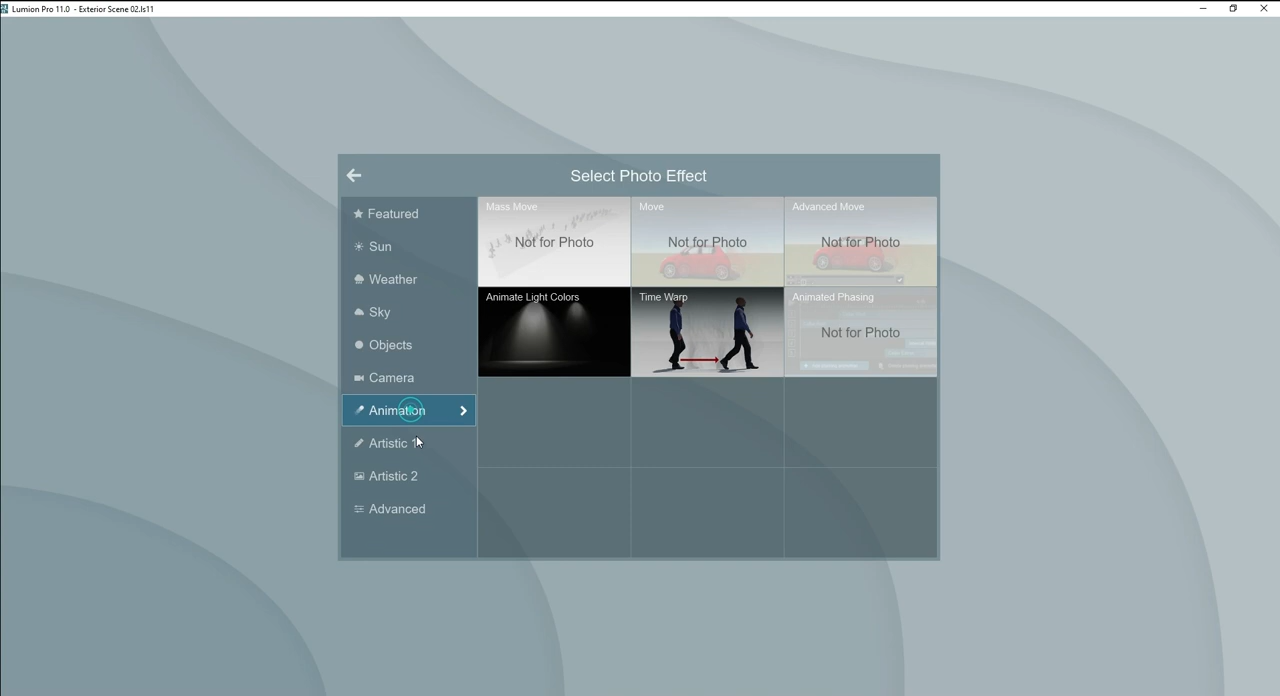 Lumion Pro 11.0 - Exterior Scene 02.ls11
Select Photo Effect
Featured
Sun
Weather
Sky
Objects
Camera
Animation
Artistic 1
Artistic 2
Advanced
Mass Move
Not for Photo
Move
Not for Photo
Advanced Move
Not for Photo
Animate Light Colors
Time Warp
Animated Phasing
Not for Photo